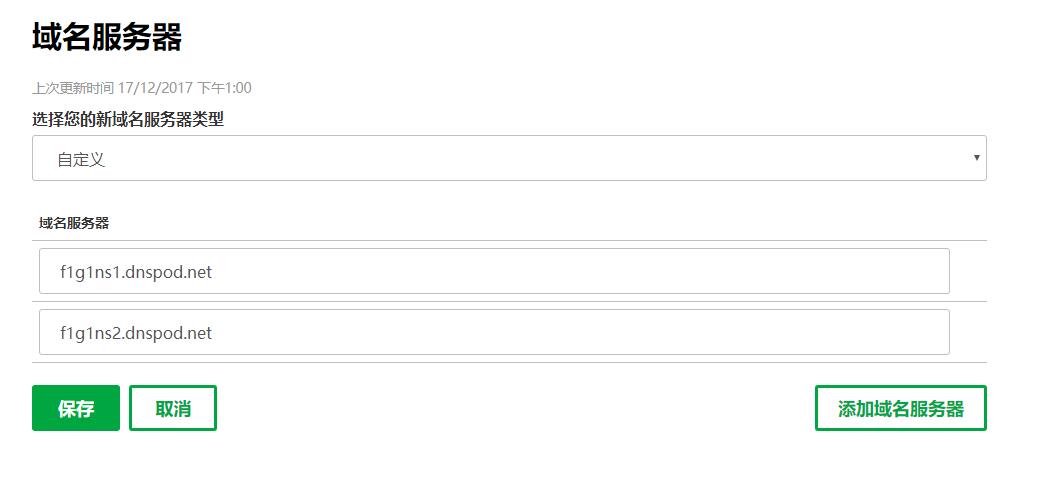 域名服务器
上次更新时间 17/12/2017 下午1:00
选择您的新域名服务器类型
自定义
域名服务器
f1g1ns1.dnspod.net
f1g1ns2.dnspod.net
保存 取消 添加域名服务器